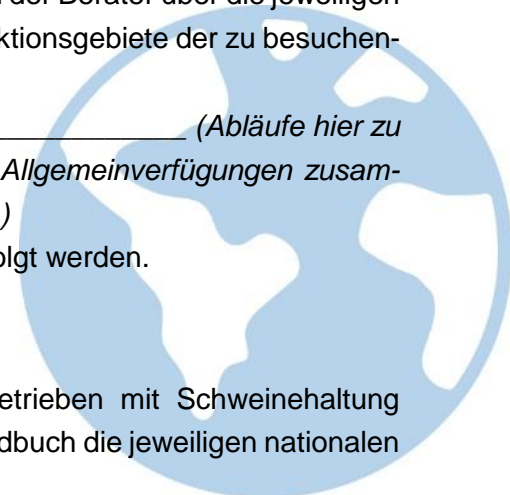 der Berater über die jeweiligen
ktionsgebiete der zu besuchen-
____________ (Abläufe hier zu
Allgemeinverfügungen zusam-
)
olgt werden.
etrieben mit Schweinehaltung
dbuch die jeweiligen nationalen